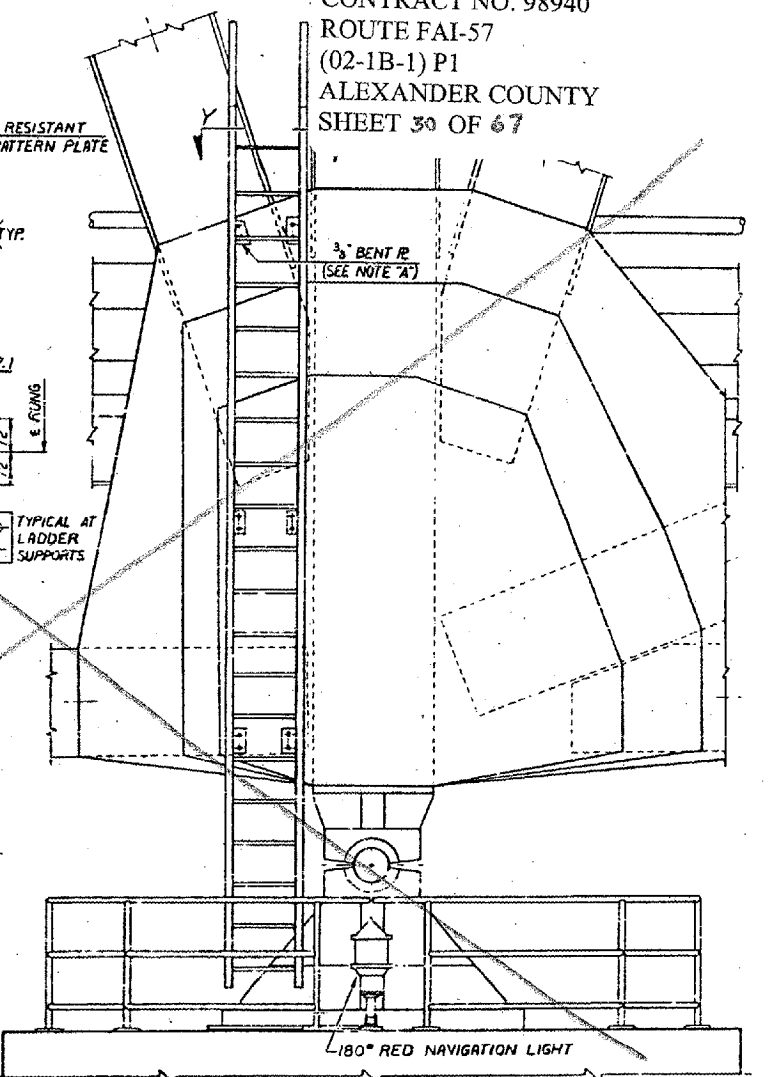 CONTRACT NO. 98940
ROUTE FAI-57
(02-1B-1) P1
ALEXANDER COUNTY
SHEET 30 OF 67
RESISTANT
PATTERN PLATE
Y
TYP.
3/8" BENT PL
(SEE NOTE "A")
℄ RUNG
TYPICAL AT
LADDER
SUPPORTS
180° RED NAVIGATION LIGHT